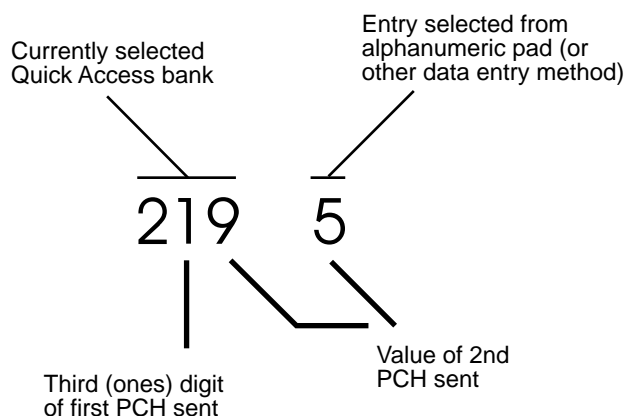 Currently selected
Quick Access bank
Entry selected from
alphanumeric pad (or
other data entry method)
219 5
Third (ones) digit
of first PCH sent
Value of 2nd
PCH sent